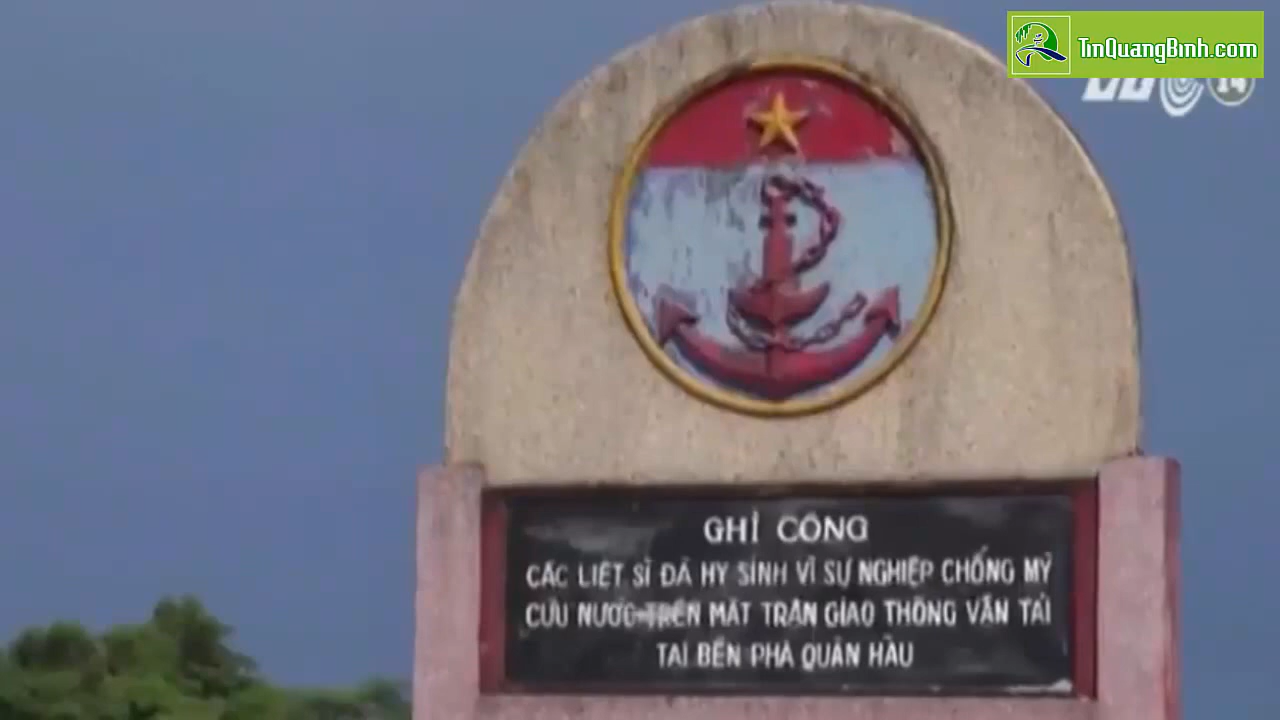 TinQuangBinh.com
14
GHI CÔNG
CÁC LIỆT SĨ ĐÃ HY SINH VÌ SỰ NGHIỆP CHỐNG MỸ
CỨU NƯỚC TRÊN MẶT TRẬN GIAO THÔNG VẬN TẢI
TẠI BẾN PHÀ QUÁN HÀU